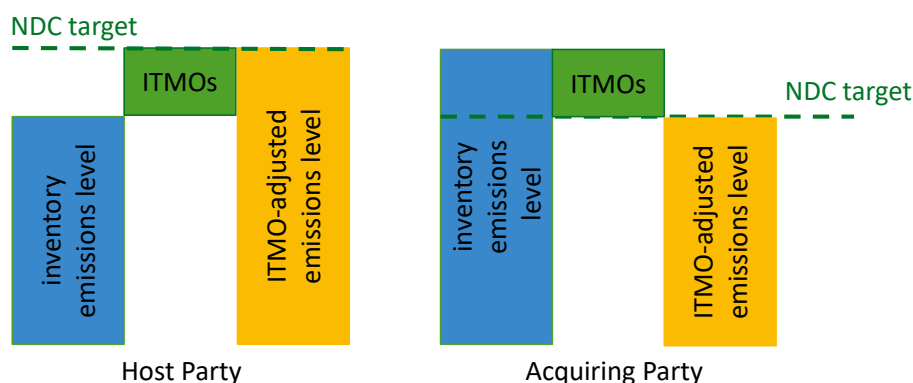 NDC target
ITMOs
inventory
emissions level
ITMO-adjusted
emissions level
Host Party
NDC target
ITMOs
inventory
emissions
level
ITMO-adjusted
emissions level
Acquiring Party